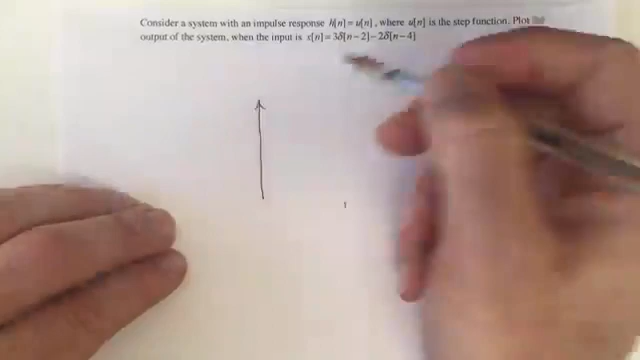 Consider a system with an impulse response h[n] = u[n], where u[n] is the step function. Plot
output of the system, when the input is x[n] = 3δ[n−2]−2δ[n−4]